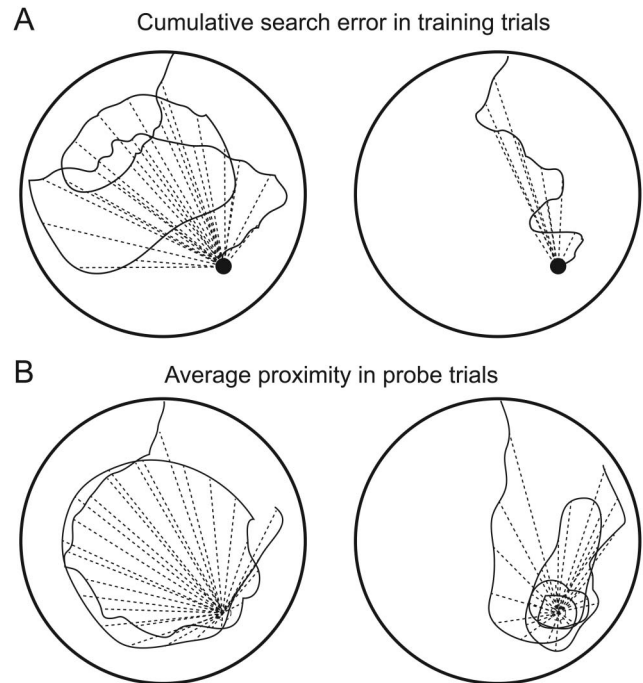 A
Cumulative search error in training trials
B
Average proximity in probe trials